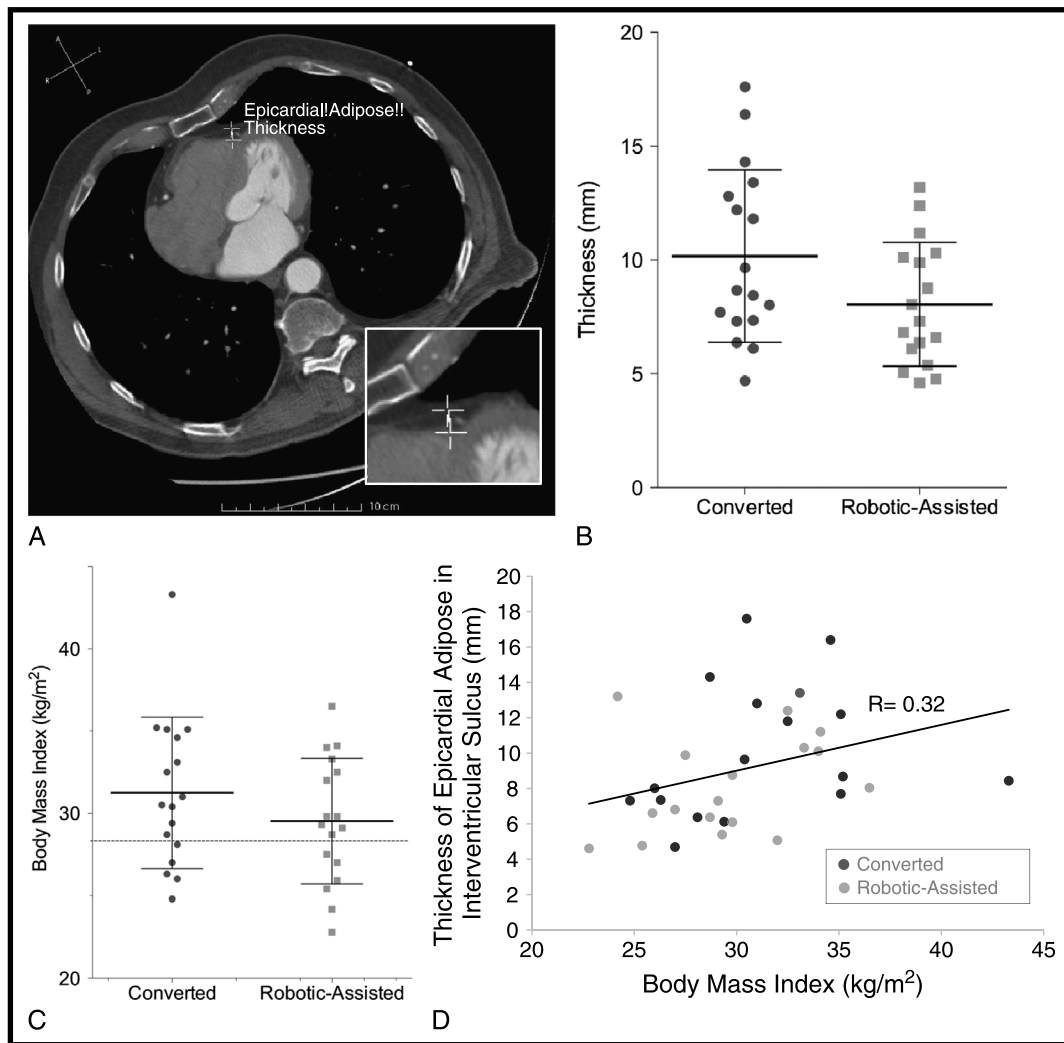 A
L
R
P
Epicardial!Adipose!!
Thickness
10 cm
A
20
15
10
5
0
Thickness (mm)
Converted
Robotic-Assisted
B
40
30
20
Body Mass Index (kg/m²)
Converted
Robotic-Assisted
C
Thickness of Epicardial Adipose in
Interventricular Sulcus (mm)
20
18
16
14
12
10
8
6
4
2
0
R= 0.32
Converted
Robotic-Assisted
20
25
30
35
40
45
Body Mass Index (kg/m²)
D